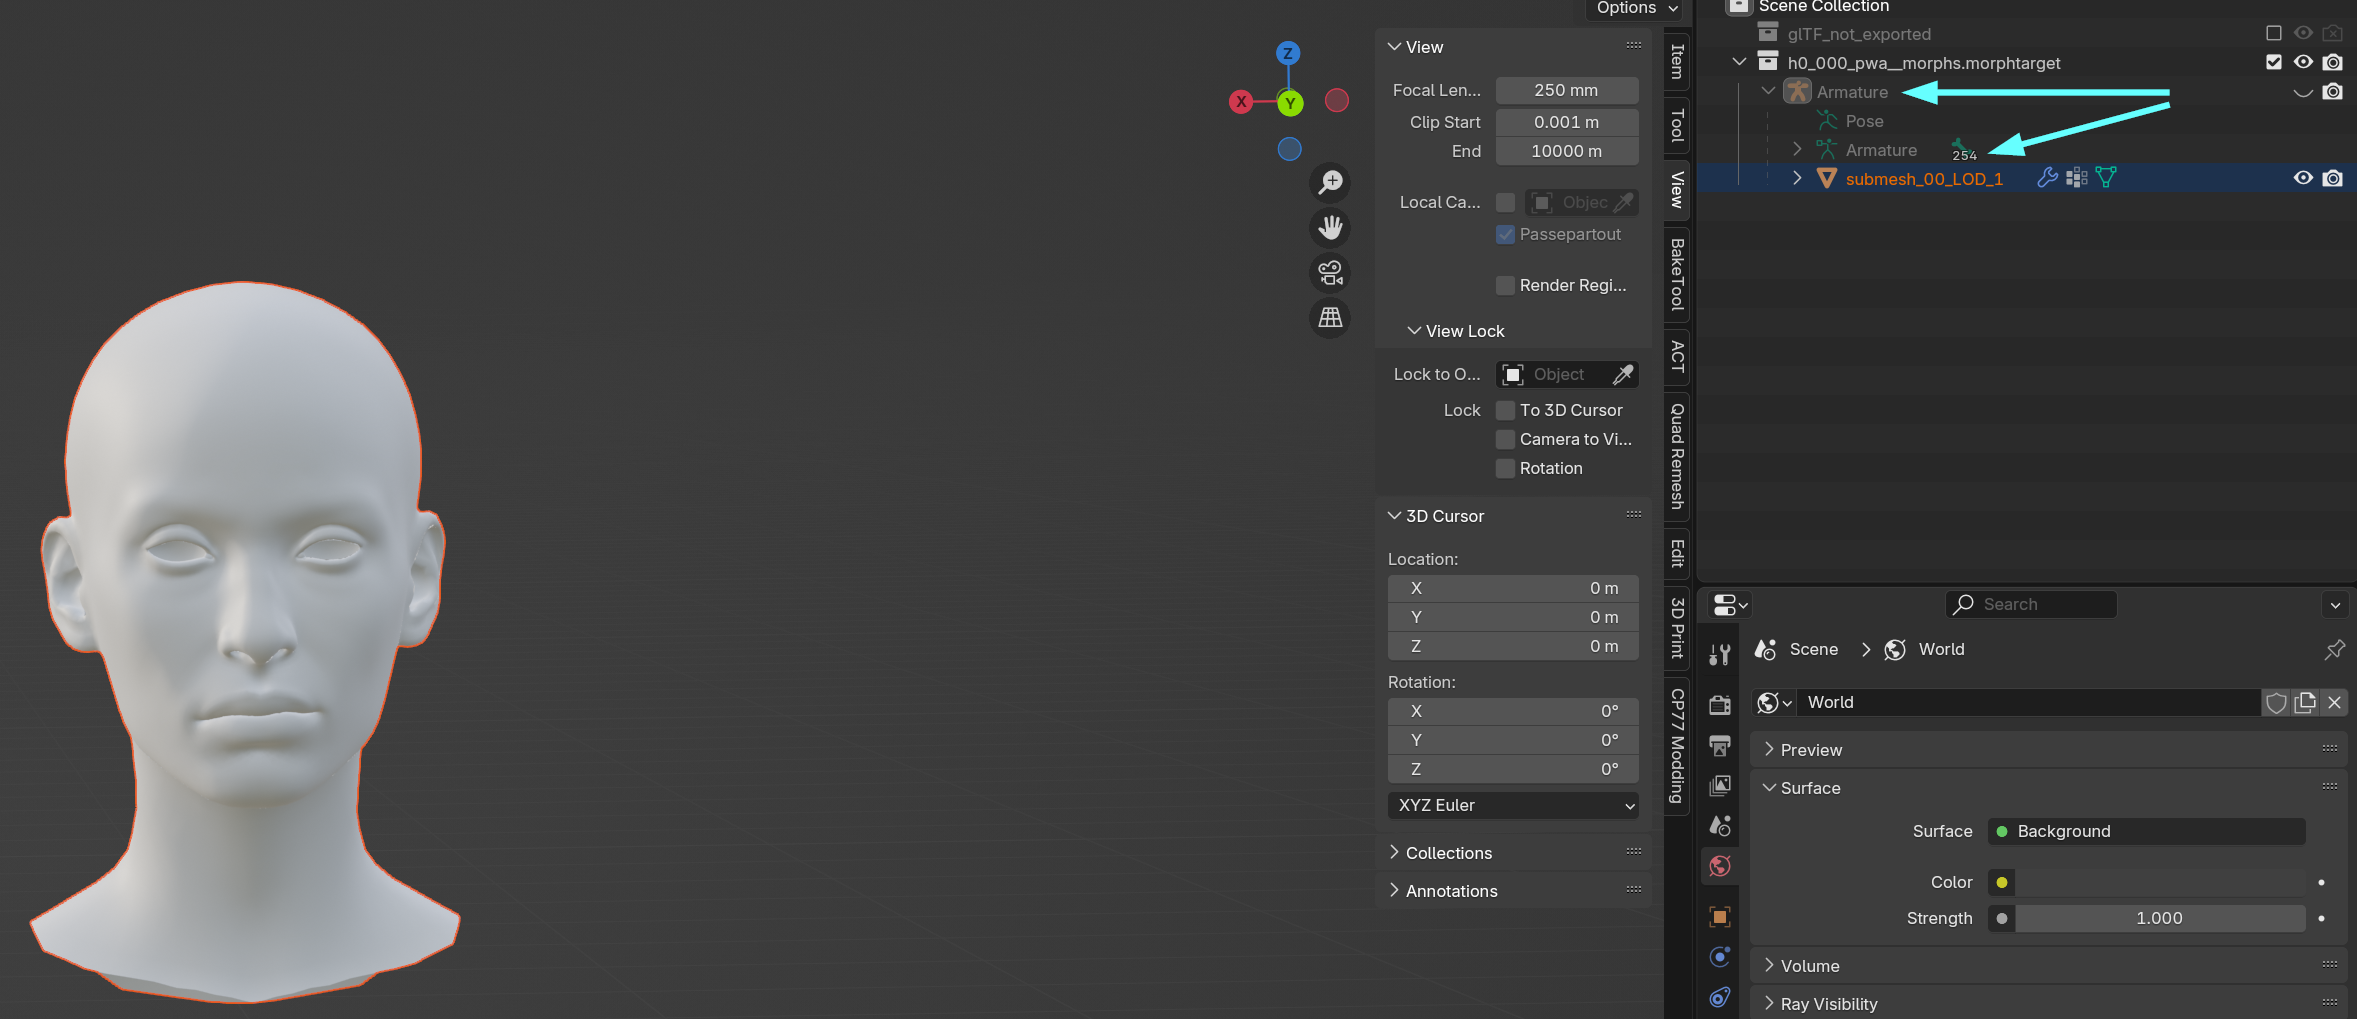 Options
View
Focal Len... 250 mm
Clip Start 0.001 m
End 10000 m
Local Ca... Objec
Passepartout
Render Regi...
View Lock
Lock to O... Object
Lock To 3D Cursor
Camera to Vi...
Rotation
3D Cursor
Location:
X 0 m
Y 0 m
Z 0 m
Rotation:
X 0°
Y 0°
Z 0°
XYZ Euler
Collections
Annotations
Z
X
Y
Item
Tool
View
BakeTool
ACT
Quad Remesh
Edit
3D Print
CP77 Modding
Scene Collection
glTF_not_exported
h0_000_pwa__morphs.morphtarget
Armature
Pose
Armature 254
submesh_00_LOD_1
Search
Scene World
World
Preview
Surface
Surface Background
Color
Strength 1.000
Volume
Ray Visibility